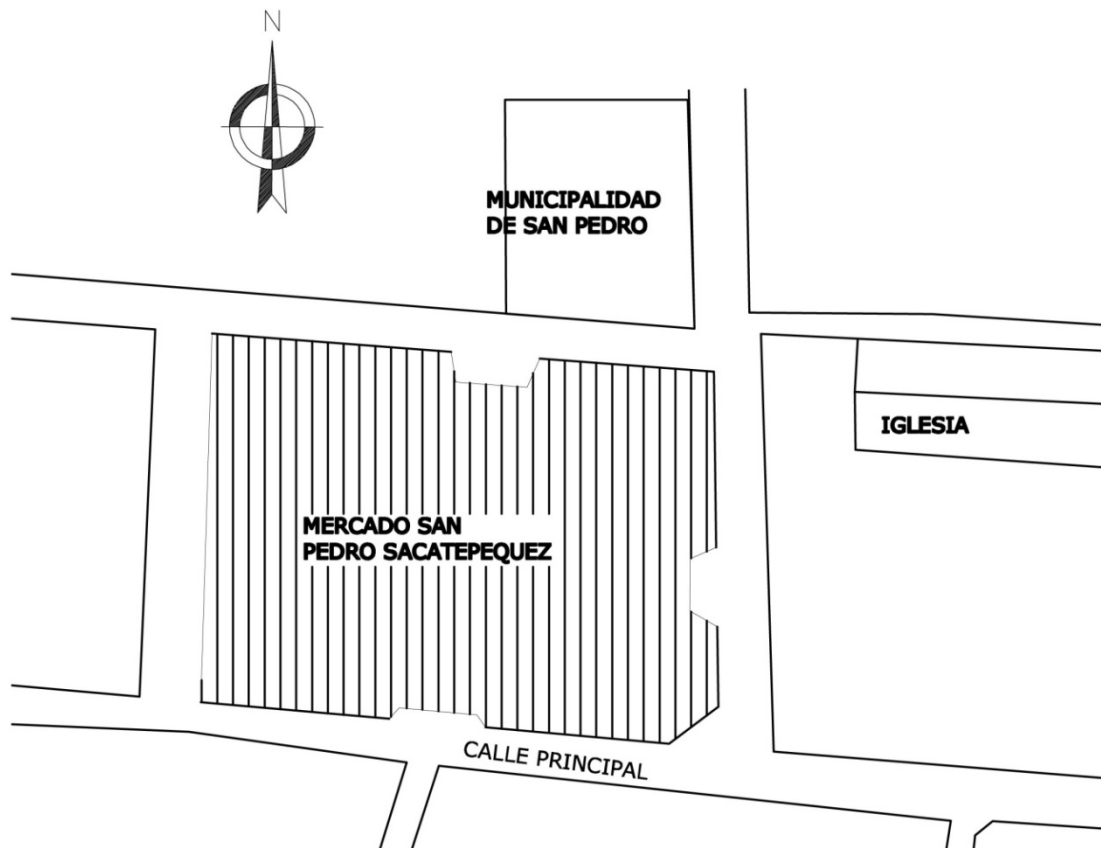 N
MUNICIPALIDAD
DE SAN PEDRO
IGLESIA
MERCADO SAN
PEDRO SACATEPEQUEZ
CALLE PRINCIPAL